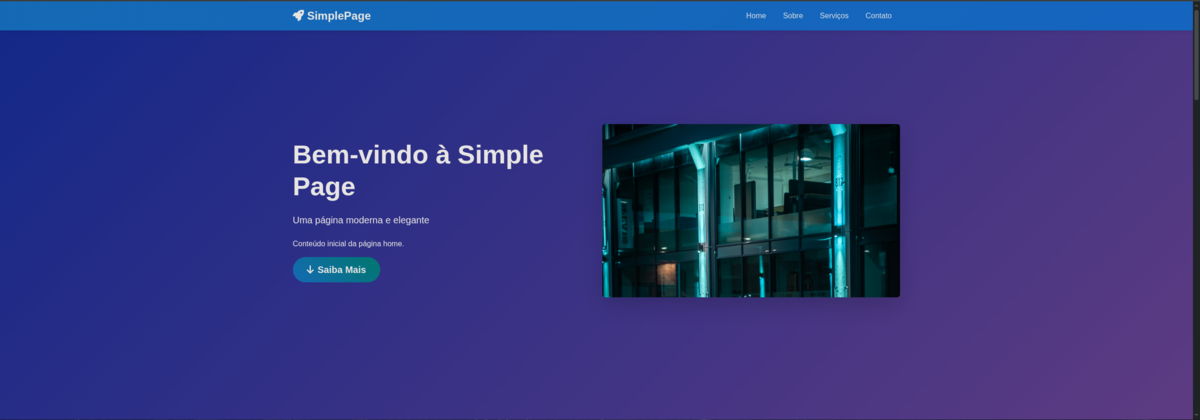 SimplePage
Home Sobre Serviços Contato
Bem-vindo à Simple
Page
Uma página moderna e elegante
Conteúdo inicial da página home.
Saiba Mais